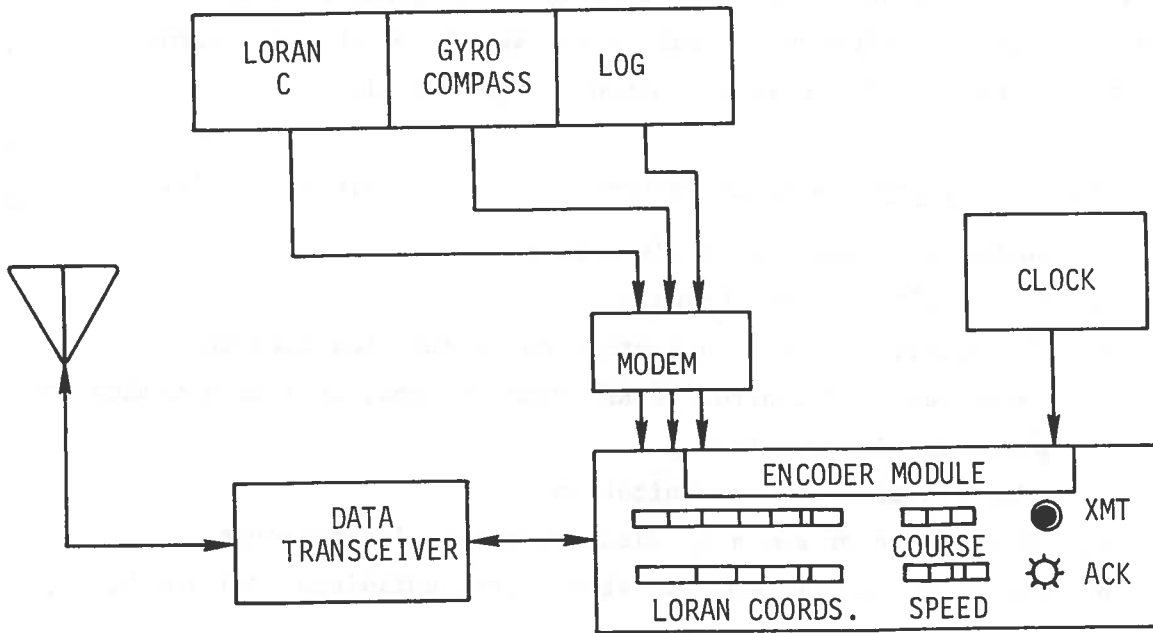 LORAN
C
GYRO
COMPASS
LOG
CLOCK
MODEM
ENCODER MODULE
DATA
TRANSCEIVER
XMT
COURSE
ACK
LORAN COORDS.
SPEED